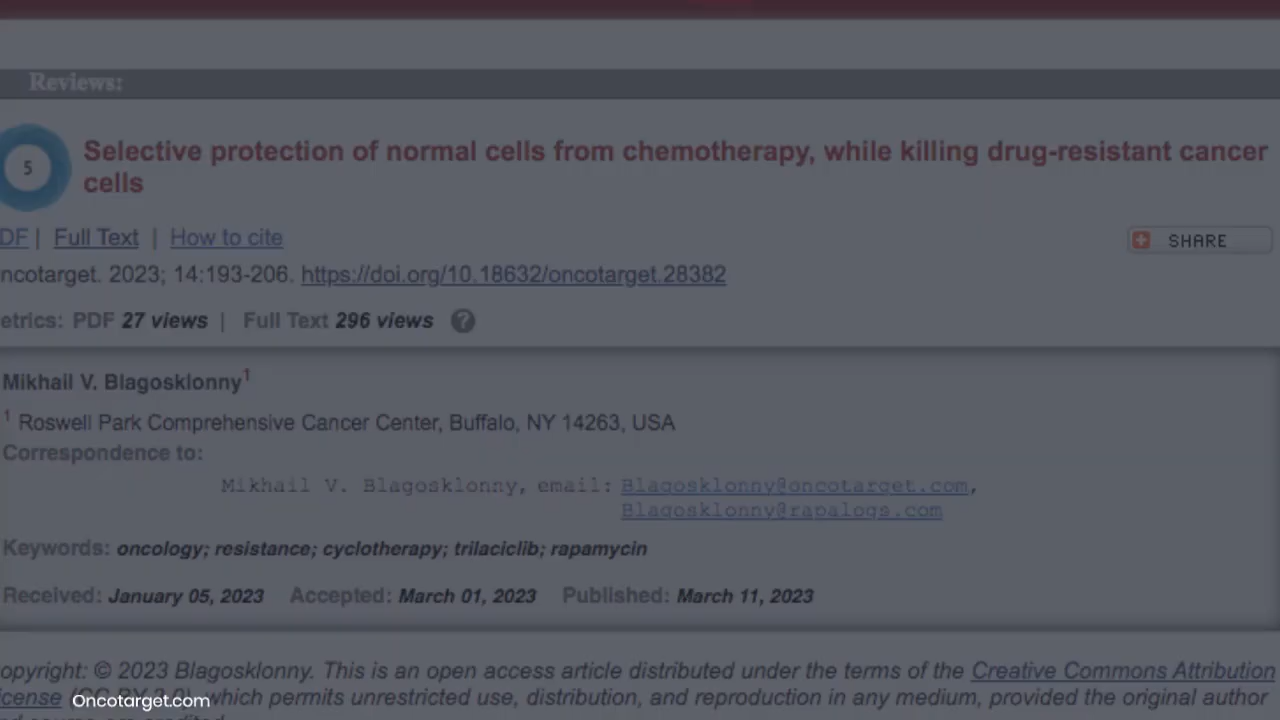 Reviews:
5
Selective protection of normal cells from chemotherapy, while killing drug-resistant cancer
cells
DF | Full Text | How to cite
SHARE
ncotarget. 2023; 14:193-206. https://doi.org/10.18632/oncotarget.28382
etrics: PDF 27 views | Full Text 296 views ?
Mikhail V. Blagosklonny1
1 Roswell Park Comprehensive Cancer Center, Buffalo, NY 14263, USA
Correspondence to:
Mikhail V. Blagosklonny, email: Blagosklonny@oncotarget.com,
Blagosklonny@rapalogs.com
Keywords: oncology; resistance; cyclotherapy; trilaciclib; rapamycin
Received: January 05, 2023 Accepted: March 01, 2023 Published: March 11, 2023
opyright: © 2023 Blagosklonny. This is an open access article distributed under the terms of the Creative Commons Attribution
icense which permits unrestricted use, distribution, and reproduction in any medium, provided the original author
Oncotarget.com